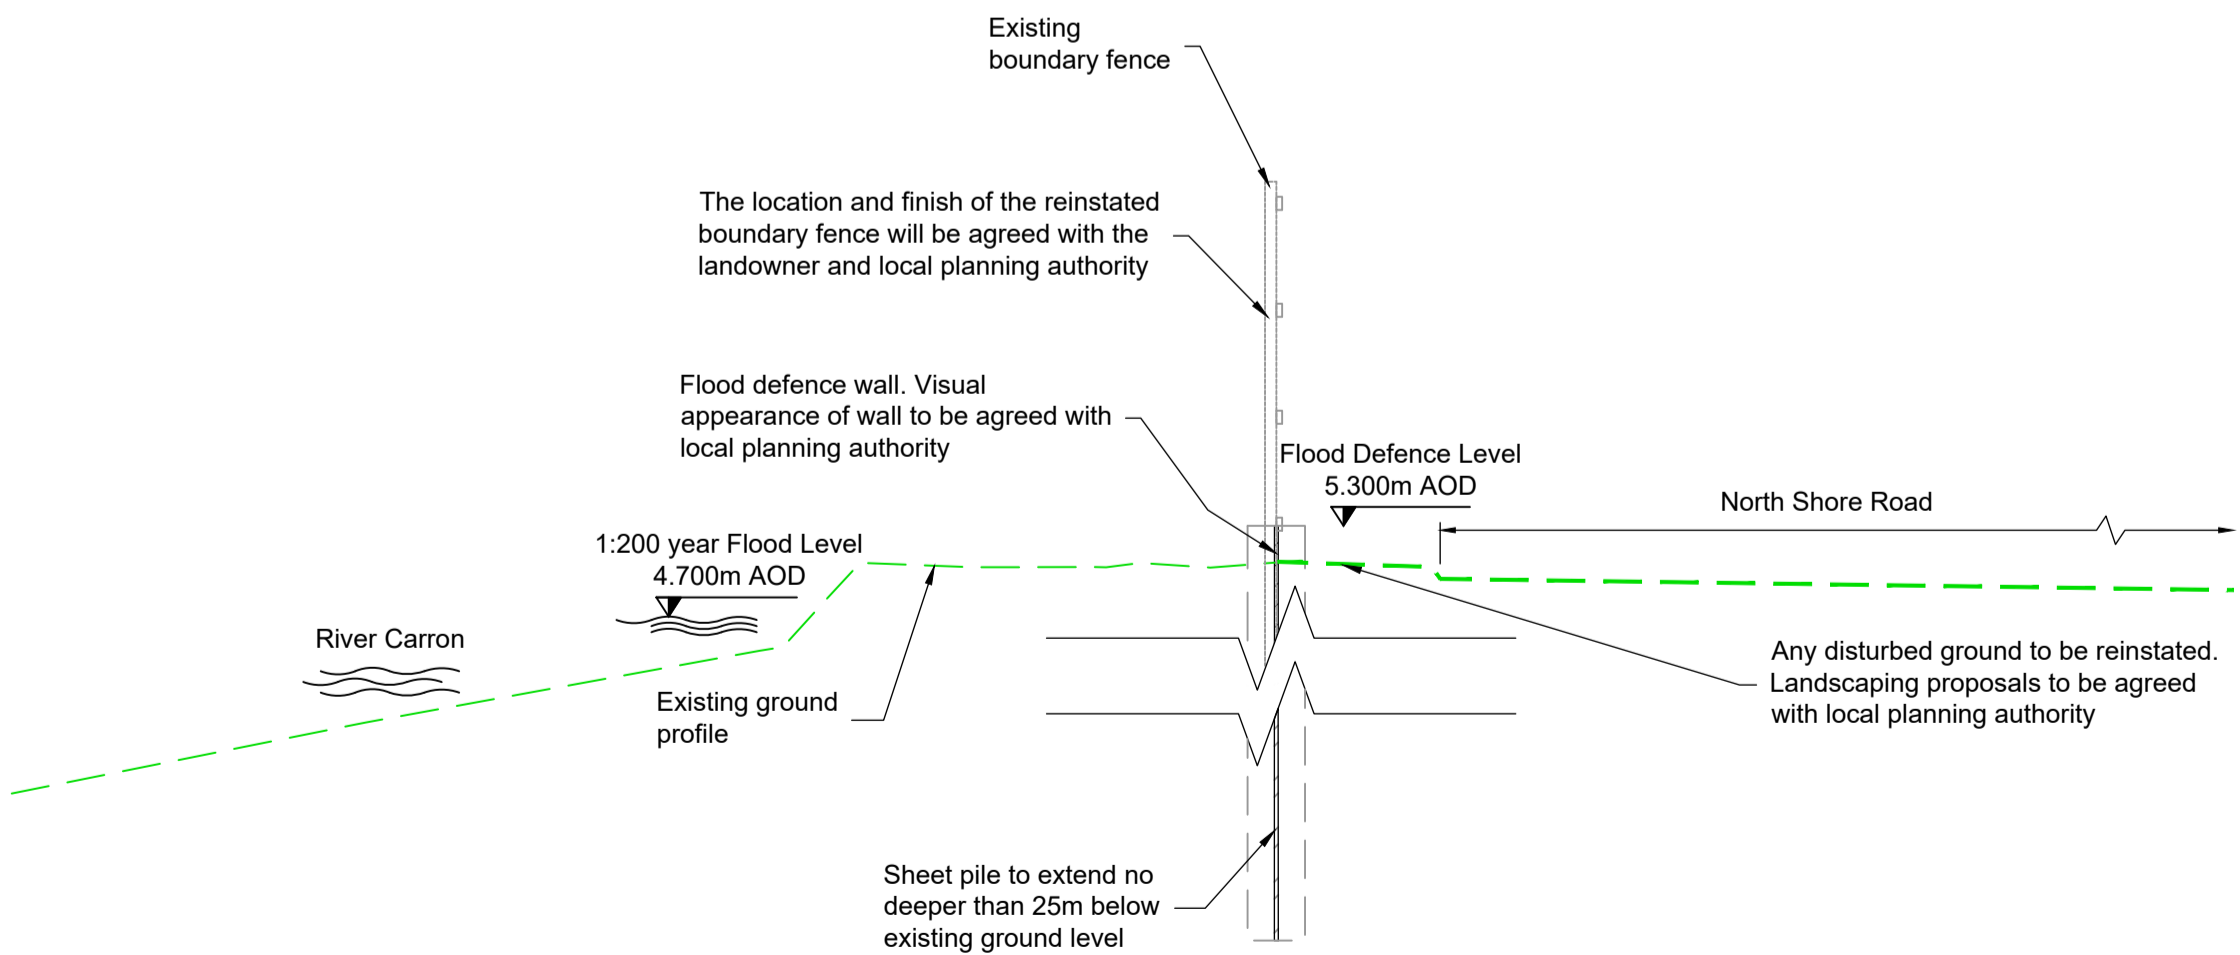 Existing
boundary fence
The location and finish of the reinstated
boundary fence will be agreed with the
landowner and local planning authority
Flood defence wall. Visual
appearance of wall to be agreed with
local planning authority
Flood Defence Level
5.300m AOD
North Shore Road
1:200 year Flood Level
4.700m AOD
River Carron
Existing ground
profile
Any disturbed ground to be reinstated.
Landscaping proposals to be agreed
with local planning authority
Sheet pile to extend no
deeper than 25m below
existing ground level